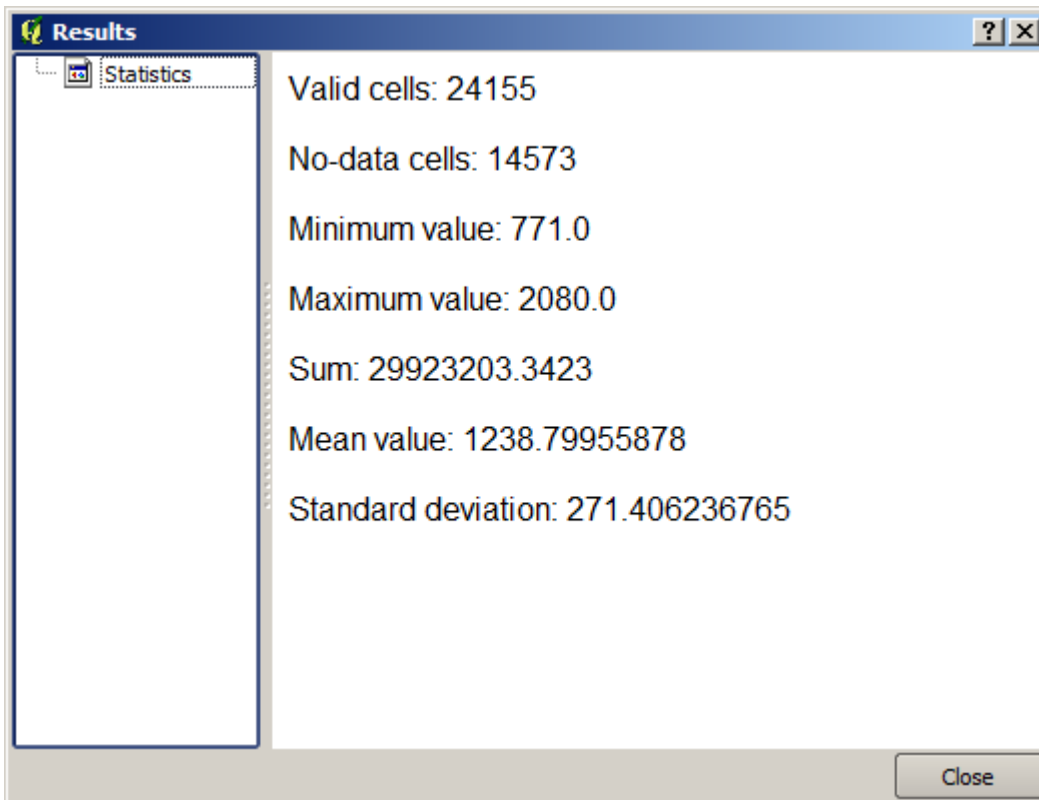 Results
Statistics
Valid cells: 24155
No-data cells: 14573
Minimum value: 771.0
Maximum value: 2080.0
Sum: 29923203.3423
Mean value: 1238.79955878
Standard deviation: 271.406236765
Close